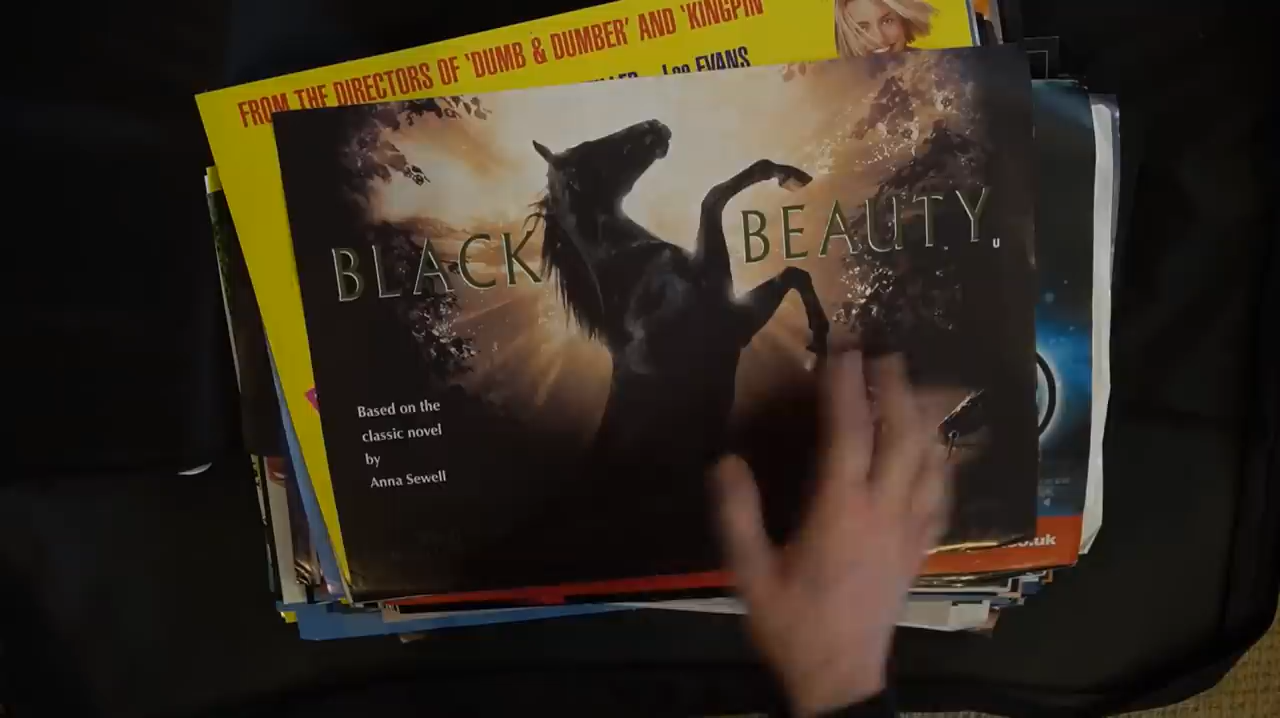 FROM THE DIRECTORS OF 'DUMB & DUMBER' AND 'KINGPIN'
Lee EVANS
BLACK BEAUTY U
Based on the
classic novel
by
Anna Sewell
.uk